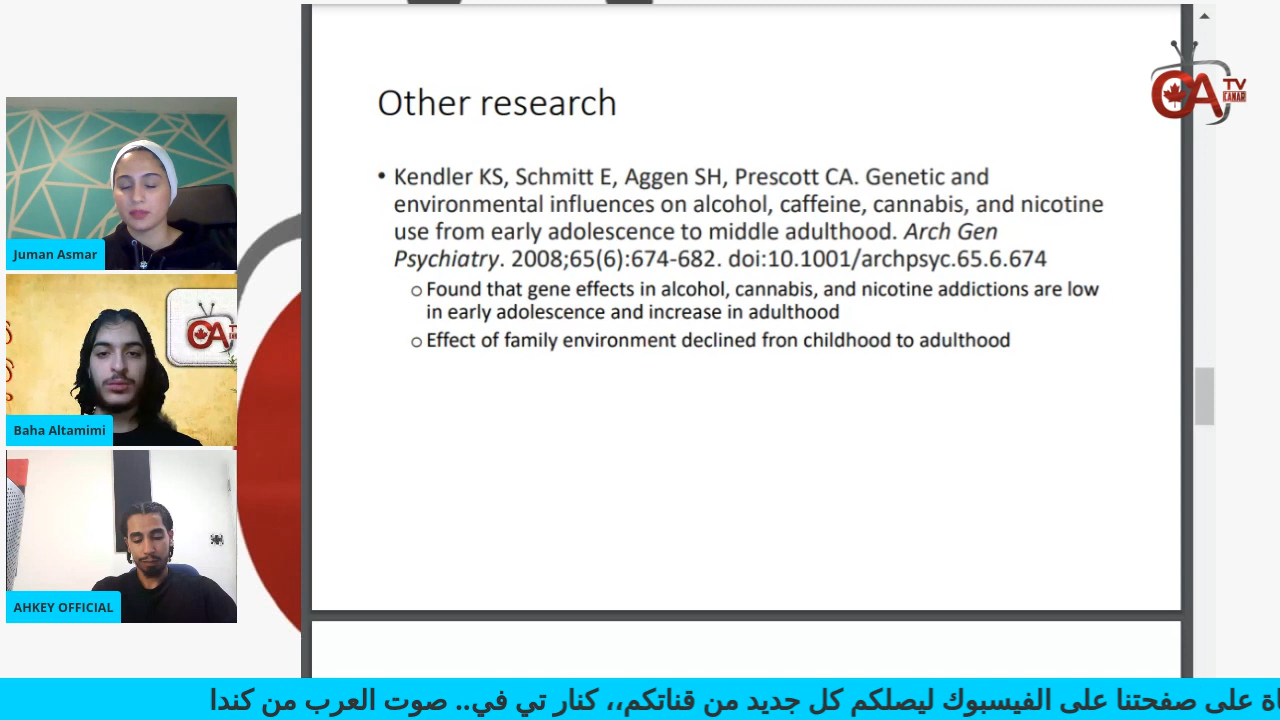 Other research
• Kendler KS, Schmitt E, Aggen SH, Prescott CA. Genetic and
environmental influences on alcohol, caffeine, cannabis, and nicotine
use from early adolescence to middle adulthood. Arch Gen
Psychiatry. 2008;65(6):674-682. doi:10.1001/archpsyc.65.6.674
o Found that gene effects in alcohol, cannabis, and nicotine addictions are low
in early adolescence and increase in adulthood
o Effect of family environment declined fron childhood to adulthood
CA TV CANAR
Juman Asmar
CA
Baha Altamimi
AHKEY OFFICIAL
على صفحتنا على الفيسبوك ليصلكم كل جديد من قناتكم،، كنار تي في.. صوت العرب من كندا